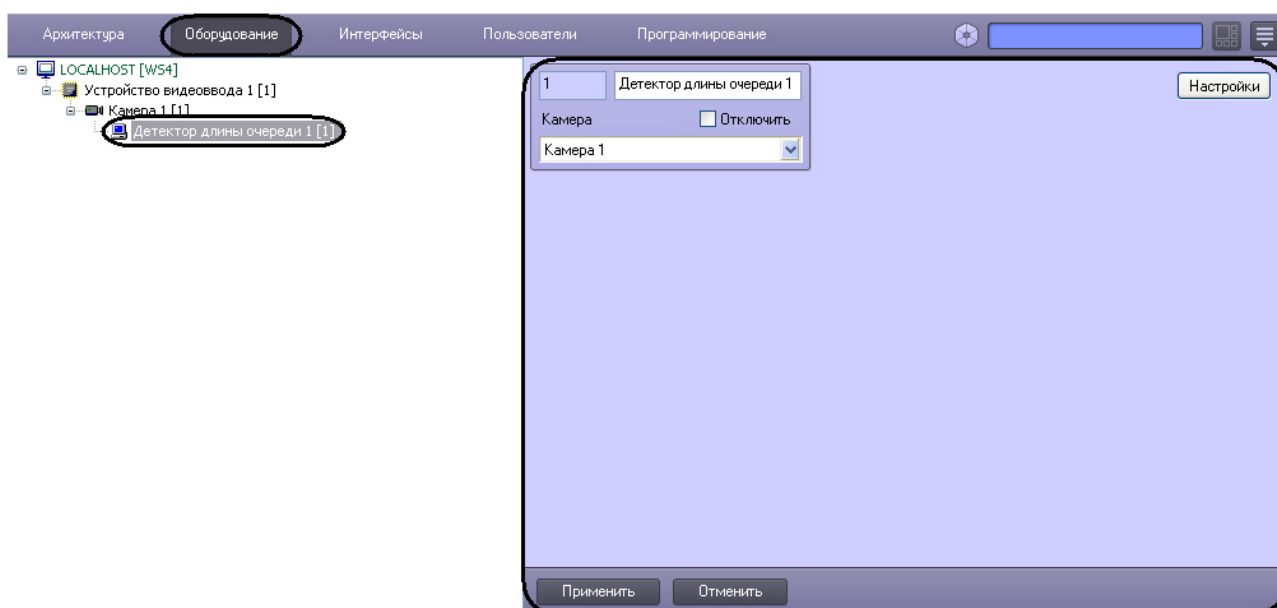 Архитектура Оборудование Интерфейсы Пользователи Программирование
LOCALHOST [WS4]
Устройство видеоввода 1 [1]
Камера 1 [1]
Детектор длины очереди 1 [1]
1 Детектор длины очереди 1
Настройки
Камера Отключить
Камера 1
Применить Отменить